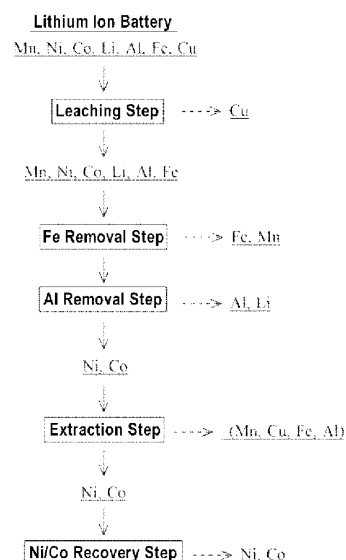 Lithium Ion Battery
Mn, Ni, Co, Li, Al, Fe, Cu
Leaching Step
Cu
Mn, Ni, Co, Li, Al, Fe
Fe Removal Step
Fe, Mn
Al Removal Step
Al, Li
Ni, Co
Extraction Step
(Mn, Cu, Fe, Al)
Ni, Co
Ni/Co Recovery Step
Ni, Co